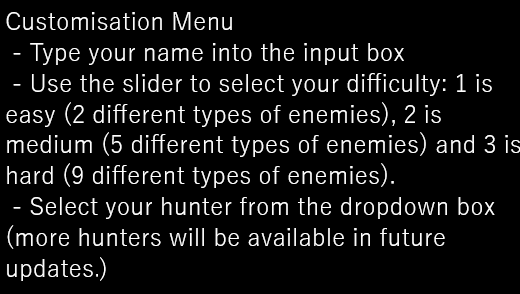 Customisation Menu
- Type your name into the input box
- Use the slider to select your difficulty: 1 is
easy (2 different types of enemies), 2 is
medium (5 different types of enemies) and 3 is
hard (9 different types of enemies).
- Select your hunter from the dropdown box
(more hunters will be available in future
updates.)